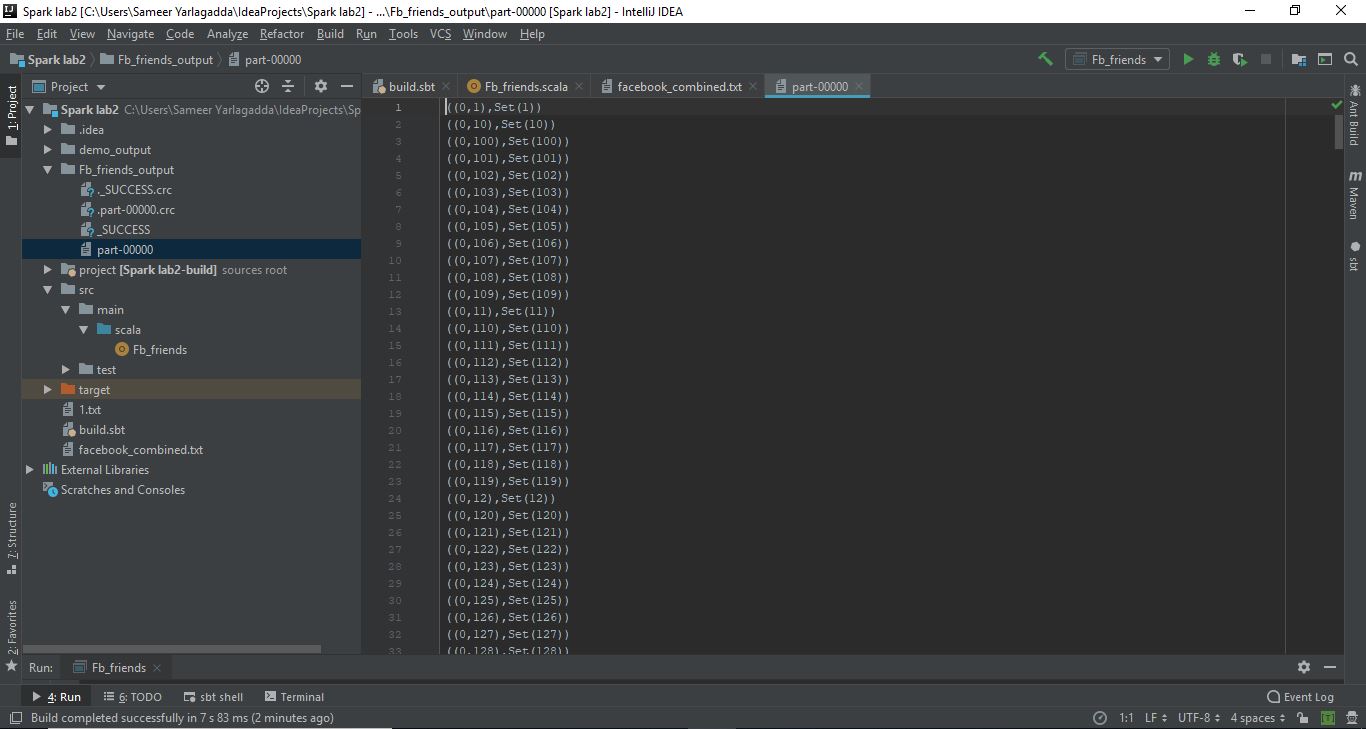 Spark lab2 [C:\Users\Sameer Yarlagadda\IdeaProjects\Spark lab2] - ...\Fb_friends_output\part-00000 [Spark lab2] - IntelliJ IDEA
File Edit View Navigate Code Analyze Refactor Build Run Tools VCS Window Help
Spark lab2 Fb_friends_output part-00000 Fb_friends
Project build.sbt Fb_friends.scala facebook_combined.txt part-00000
1: Project
Spark lab2 C:\Users\Sameer Yarlagadda\IdeaProjects\Sp
.idea
demo_output
Fb_friends_output
._SUCCESS.crc
.part-00000.crc
_SUCCESS
part-00000
project [Spark lab2-build] sources root
src
main
scala
Fb_friends
test
target
1.txt
build.sbt
facebook_combined.txt
External Libraries
Scratches and Consoles
7: Structure
2: Favorites
1 ((0,1),Set(1))
2 ((0,10),Set(10))
3 ((0,100),Set(100))
4 ((0,101),Set(101))
5 ((0,102),Set(102))
6 ((0,103),Set(103))
7 ((0,104),Set(104))
8 ((0,105),Set(105))
9 ((0,106),Set(106))
10 ((0,107),Set(107))
11 ((0,108),Set(108))
12 ((0,109),Set(109))
13 ((0,11),Set(11))
14 ((0,110),Set(110))
15 ((0,111),Set(111))
16 ((0,112),Set(112))
17 ((0,113),Set(113))
18 ((0,114),Set(114))
19 ((0,115),Set(115))
20 ((0,116),Set(116))
21 ((0,117),Set(117))
22 ((0,118),Set(118))
23 ((0,119),Set(119))
24 ((0,12),Set(12))
25 ((0,120),Set(120))
26 ((0,121),Set(121))
27 ((0,122),Set(122))
28 ((0,123),Set(123))
29 ((0,124),Set(124))
30 ((0,125),Set(125))
31 ((0,126),Set(126))
32 ((0,127),Set(127))
33 ((0,128),Set(128))
Ant Build
m Maven
sbt
Run: Fb_friends
4: Run 6: TODO sbt shell Terminal Event Log
Build completed successfully in 7 s 83 ms (2 minutes ago) 1:1 LF UTF-8 4 spaces